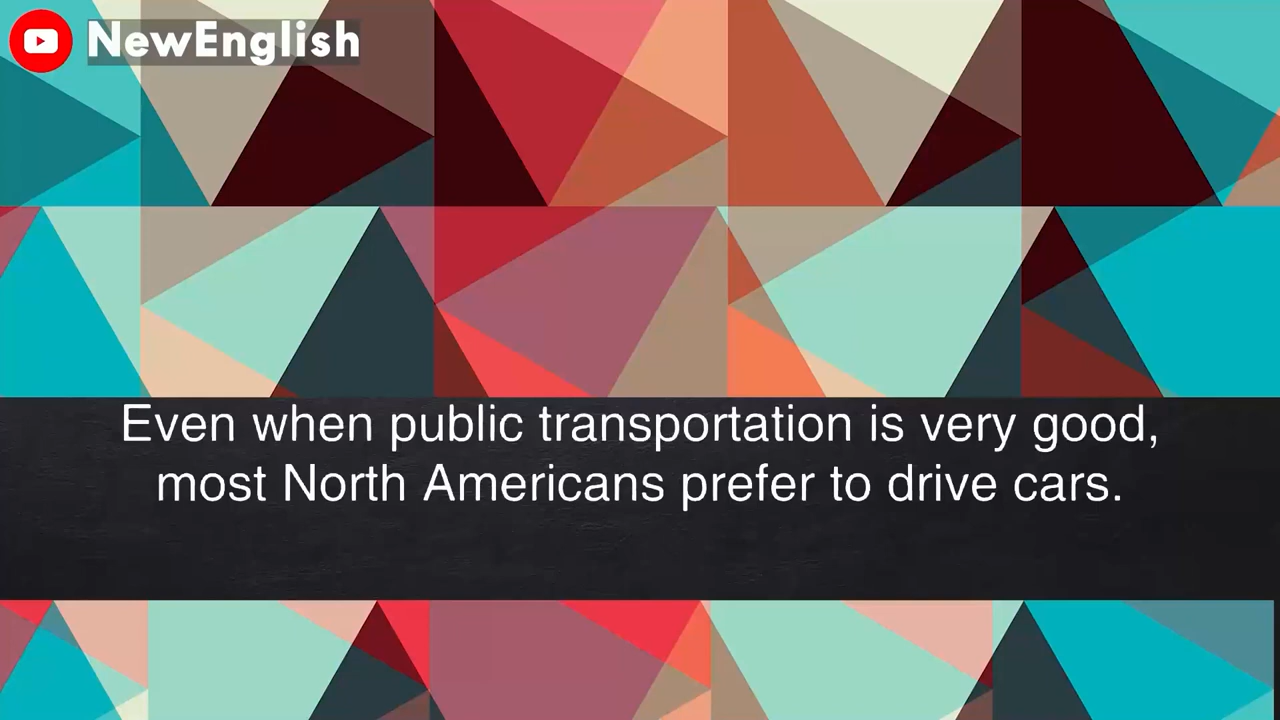 NewEnglish
Even when public transportation is very good,
most North Americans prefer to drive cars.